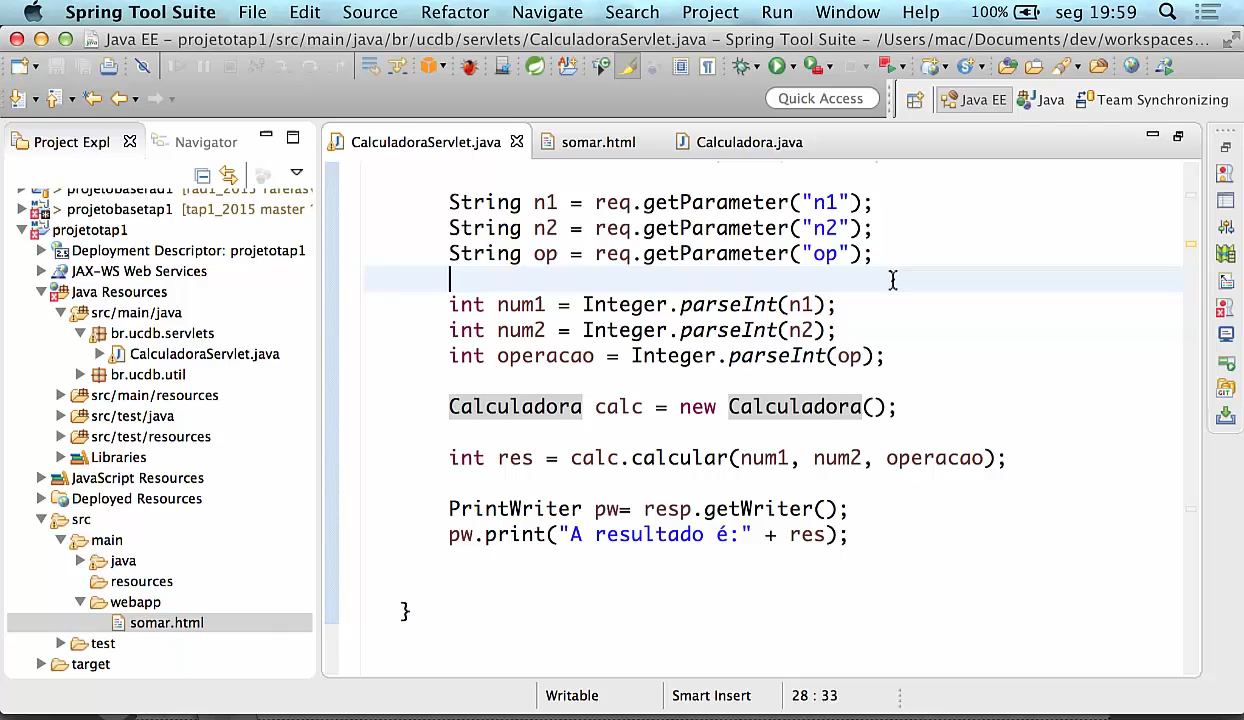 Spring Tool Suite File Edit Source Refactor Navigate Search Project Run Window Help 100% seg 19:59
Java EE – projetotap1/src/main/java/br/ucdb/servlets/CalculadoraServlet.java – Spring Tool Suite – /Users/mac/Documents/dev/workspaces...
Quick Access Java EE Java Team Synchronizing
Project Expl Navigator
CalculadoraServlet.java somar.html Calculadora.java
> projetobaserad1 [rad1_2015 Tarefas
> projetobasetap1 [tap1_2015 master
projetotap1
Deployment Descriptor: projetotap1
JAX-WS Web Services
Java Resources
src/main/java
br.ucdb.servlets
CalculadoraServlet.java
br.ucdb.util
src/main/resources
src/test/java
src/test/resources
Libraries
JavaScript Resources
Deployed Resources
src
main
java
resources
webapp
somar.html
test
target
String n1 = req.getParameter("n1");
String n2 = req.getParameter("n2");
String op = req.getParameter("op");
int num1 = Integer.parseInt(n1);
int num2 = Integer.parseInt(n2);
int operacao = Integer.parseInt(op);
Calculadora calc = new Calculadora();
int res = calc.calcular(num1, num2, operacao);
PrintWriter pw= resp.getWriter();
pw.print("A resultado é:" + res);
}
Writable Smart Insert 28 : 33
GIT